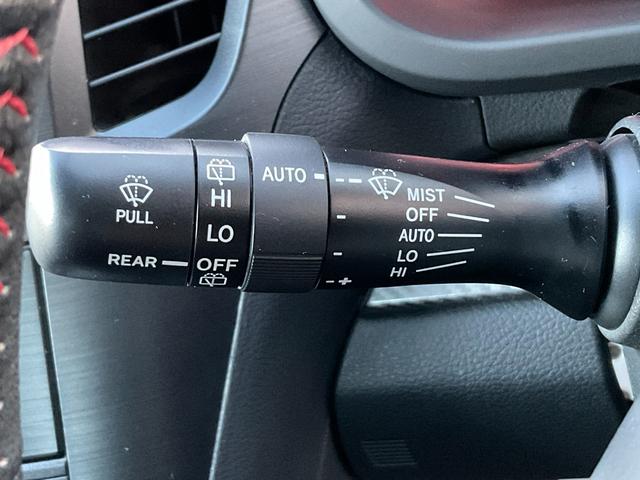 PULL
REAR
HI
LO
OFF
AUTO
- +
MIST
OFF
AUTO
LO
HI